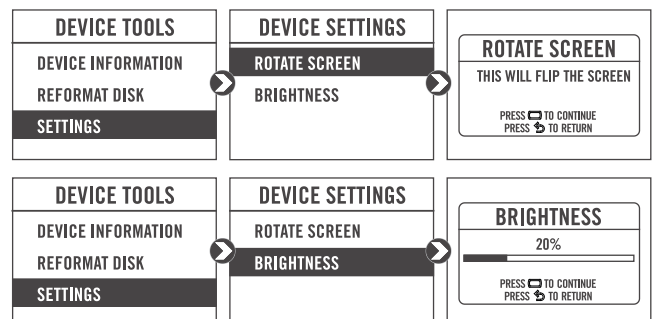 DEVICE TOOLS
DEVICE INFORMATION
REFORMAT DISK
SETTINGS
DEVICE SETTINGS
ROTATE SCREEN
BRIGHTNESS
ROTATE SCREEN
THIS WILL FLIP THE SCREEN
PRESS TO CONTINUE
PRESS TO RETURN
DEVICE TOOLS
DEVICE INFORMATION
REFORMAT DISK
SETTINGS
DEVICE SETTINGS
ROTATE SCREEN
BRIGHTNESS
BRIGHTNESS
20%
PRESS TO CONTINUE
PRESS TO RETURN